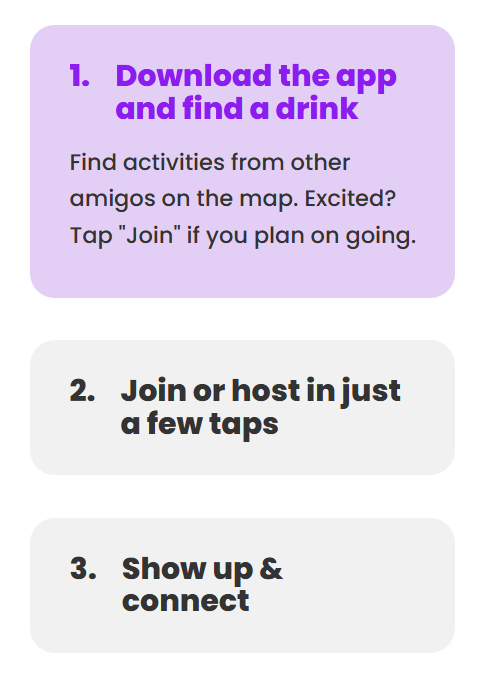 1. Download the app
and find a drink
Find activities from other
amigos on the map. Excited?
Tap "Join" if you plan on going.
2. Join or host in just
a few taps
3. Show up &
connect